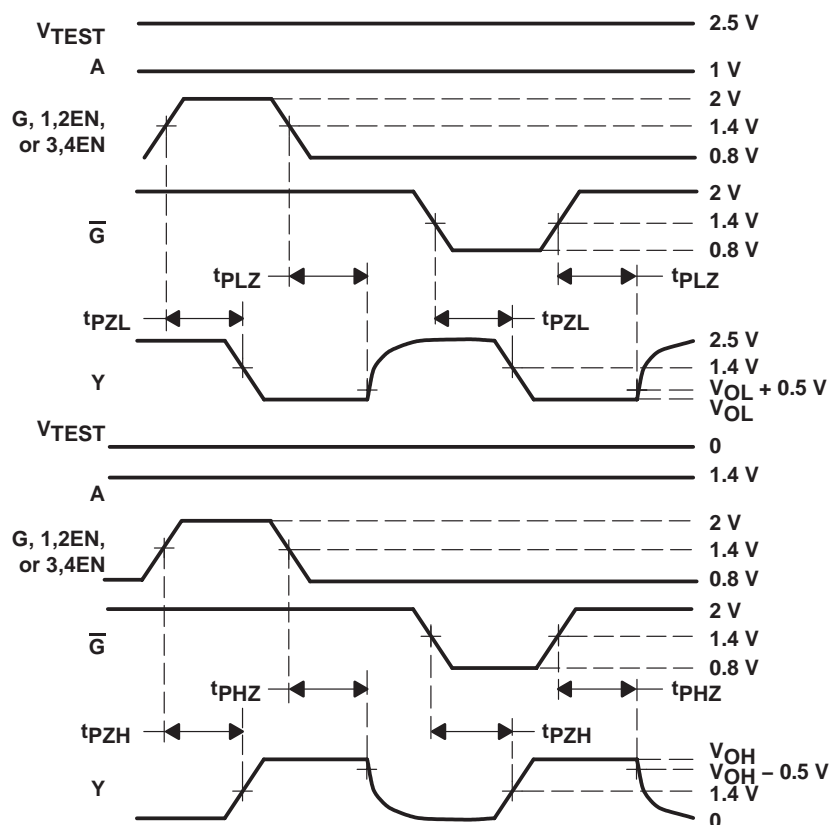 VTEST
2.5 V
A
1 V
2 V
G, 1,2EN,
or 3,4EN
1.4 V
0.8 V
2 V
G
1.4 V
0.8 V
tPLZ
tPLZ
tPZL
tPZL
2.5 V
1.4 V
Y
VOL + 0.5 V
VOL
VTEST
0
A
1.4 V
2 V
G, 1,2EN,
or 3,4EN
1.4 V
0.8 V
2 V
G
1.4 V
0.8 V
tPHZ
tPHZ
tPZH
tPZH
VOH
VOH – 0.5 V
Y
1.4 V
0